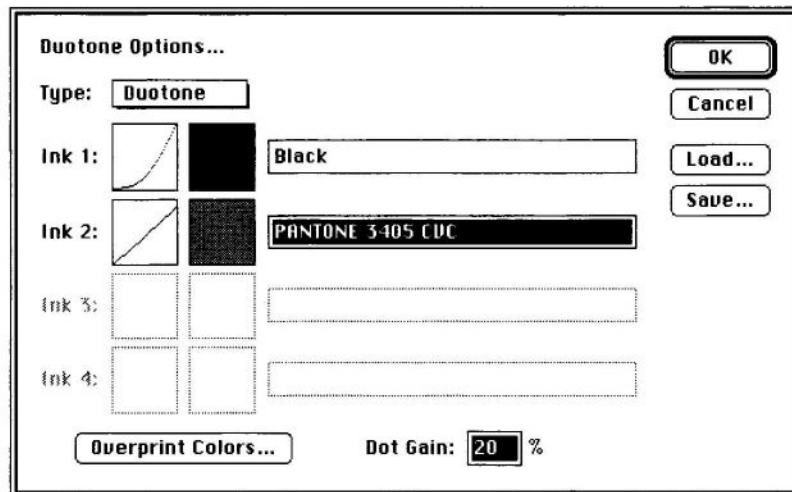 Duotone Options...
OK
Type: Duotone
Cancel
Ink 1: Black
Load...
Save...
Ink 2: PANTONE 3405 CVC
Ink 3:
Ink 4:
Overprint Colors... Dot Gain: 20 %